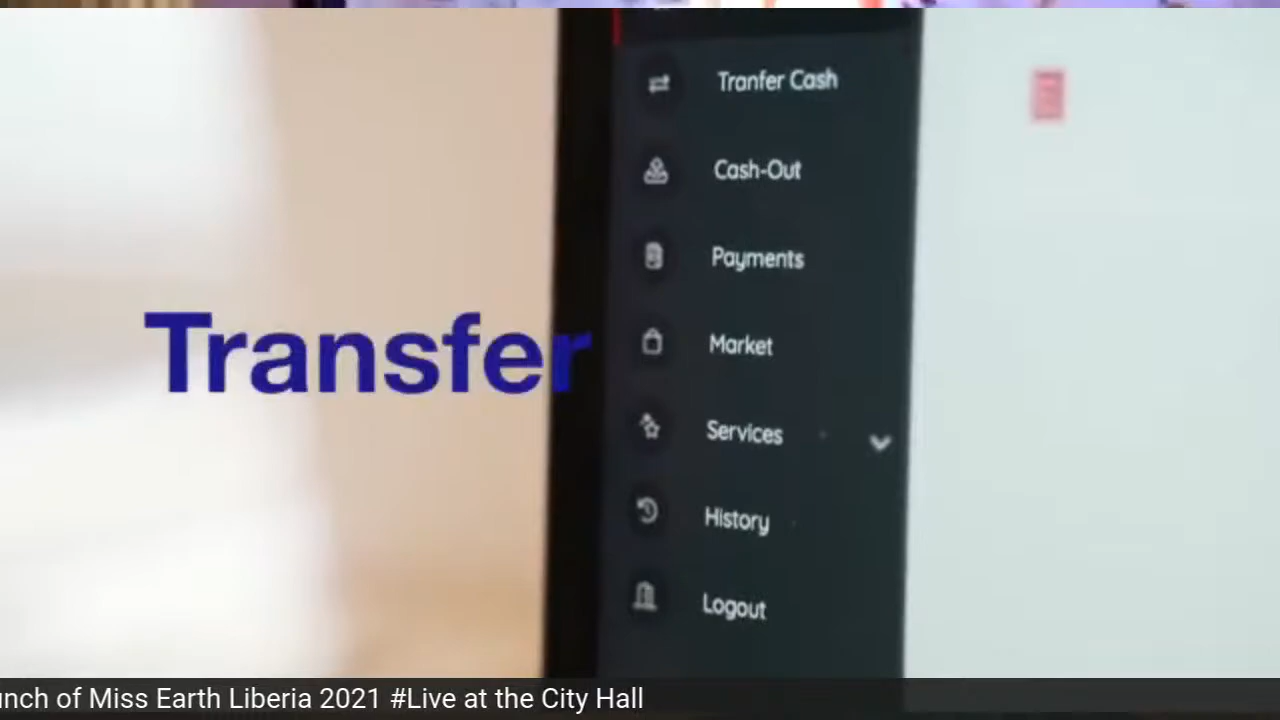 Tranfer Cash
Cash-Out
Payments
Market
Transfer
Services
History
Logout
unch of Miss Earth Liberia 2021 #Live at the City Hall